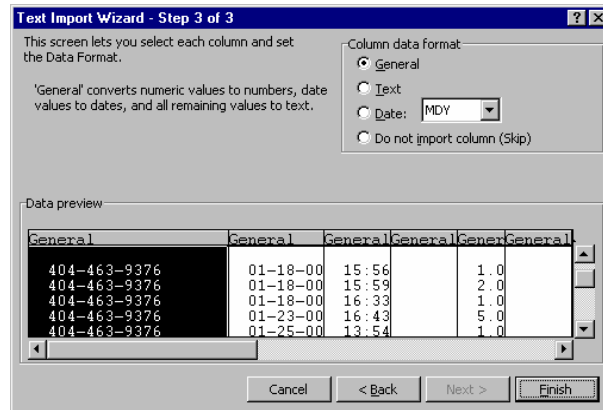 Text Import Wizard - Step 3 of 3
This screen lets you select each column and set
the Data Format.
'General' converts numeric values to numbers, date
values to dates, and all remaining values to text.
Column data format
General
Text
Date: MDY
Do not import column (Skip)
Data preview
General General General General Gener General
404-463-9376 01-18-00 15:56 1.0
404-463-9376 01-18-00 15:59 2.0
404-463-9376 01-18-00 16:33 1.0
404-463-9376 01-23-00 16:43 5.0
404-463-9376 01-25-00 13:54 1.0
Cancel < Back Next > Finish